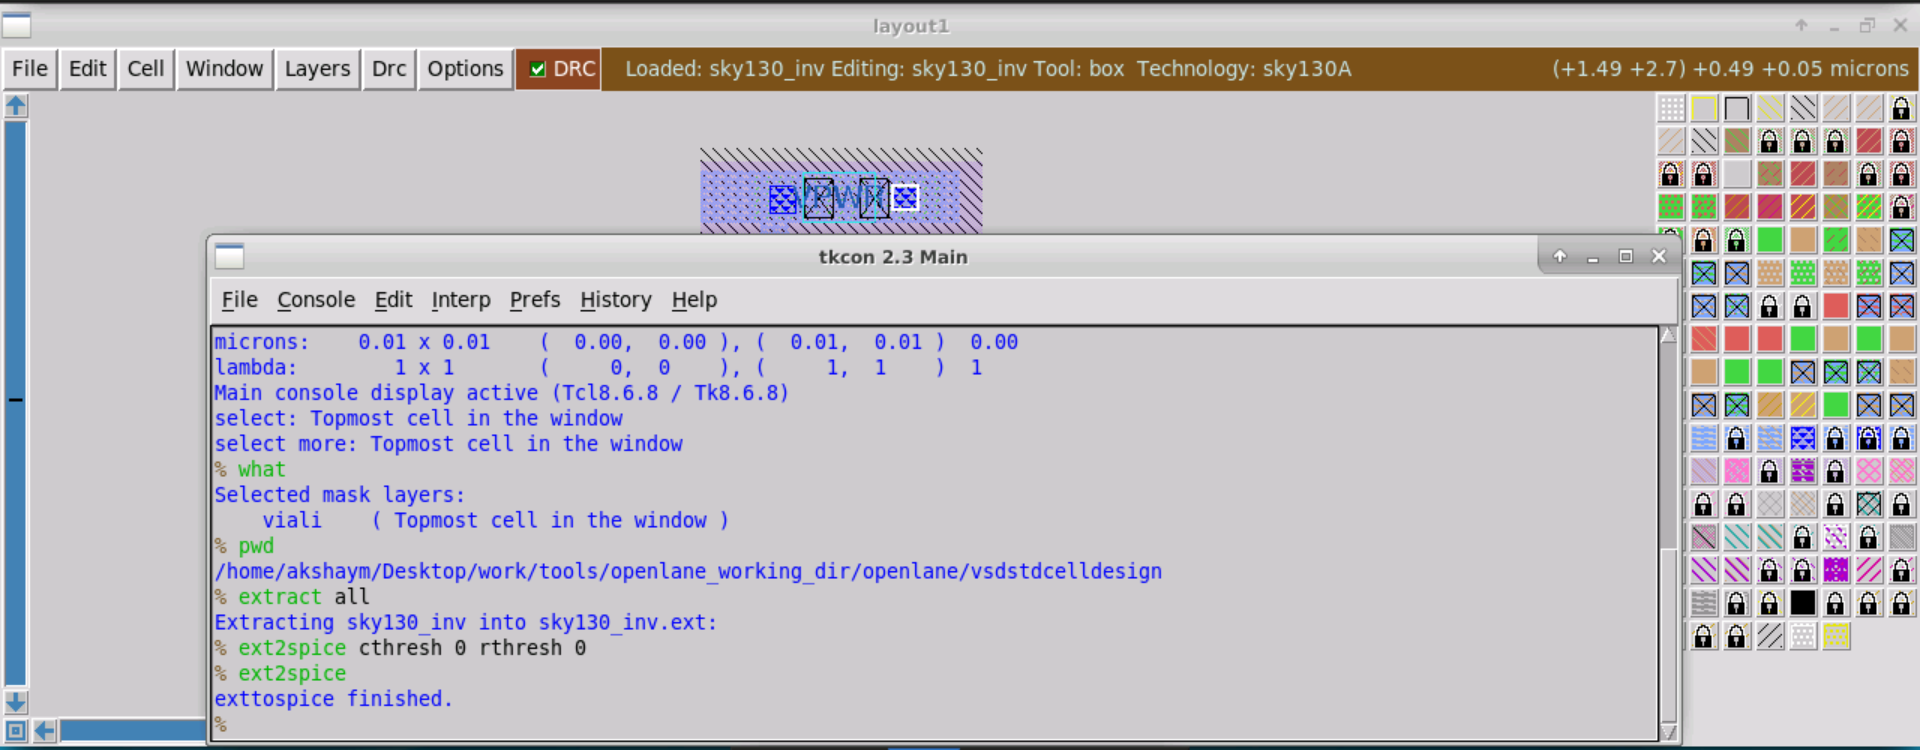 layout1
File Edit Cell Window Layers Drc Options DRC Loaded: sky130_inv Editing: sky130_inv Tool: box Technology: sky130A (+1.49 +2.7) +0.49 +0.05 microns
VPWR
tkcon 2.3 Main
File Console Edit Interp Prefs History Help
microns: 0.01 x 0.01 ( 0.00, 0.00 ), ( 0.01, 0.01 ) 0.00
lambda: 1 x 1 ( 0, 0 ), ( 1, 1 ) 1
Main console display active (Tcl8.6.8 / Tk8.6.8)
select: Topmost cell in the window
select more: Topmost cell in the window
% what
Selected mask layers:
viali ( Topmost cell in the window )
% pwd
/home/akshaym/Desktop/work/tools/openlane_working_dir/openlane/vsdstdcelldesign
% extract all
Extracting sky130_inv into sky130_inv.ext:
% ext2spice cthresh 0 rthresh 0
% ext2spice
exttospice finished.
%